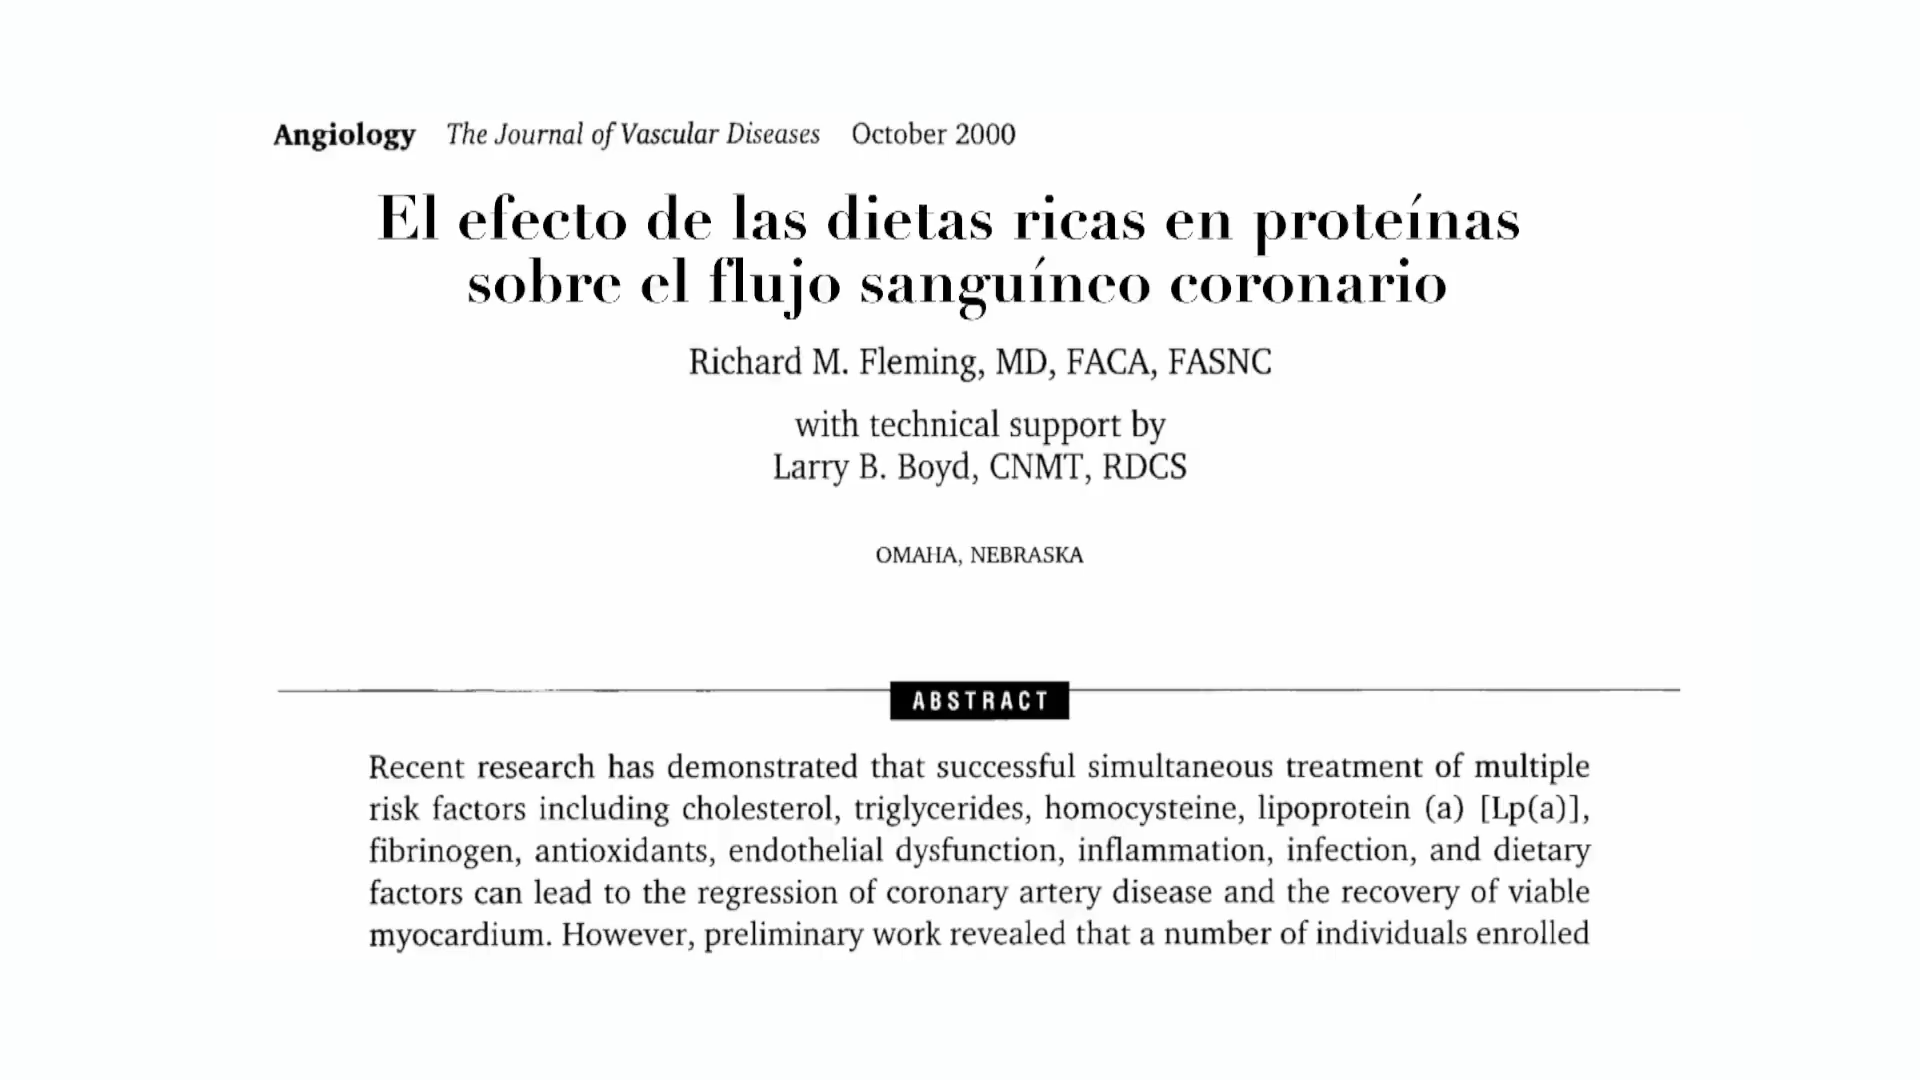 Angiology The Journal of Vascular Diseases October 2000
El efecto de las dietas ricas en proteínas
sobre el flujo sanguíneo coronario
Richard M. Fleming, MD, FACA, FASNC
with technical support by
Larry B. Boyd, CNMT, RDCS
OMAHA, NEBRASKA
ABSTRACT
Recent research has demonstrated that successful simultaneous treatment of multiple
risk factors including cholesterol, triglycerides, homocysteine, lipoprotein (a) [Lp(a)],
fibrinogen, antioxidants, endothelial dysfunction, inflammation, infection, and dietary
factors can lead to the regression of coronary artery disease and the recovery of viable
myocardium. However, preliminary work revealed that a number of individuals enrolled